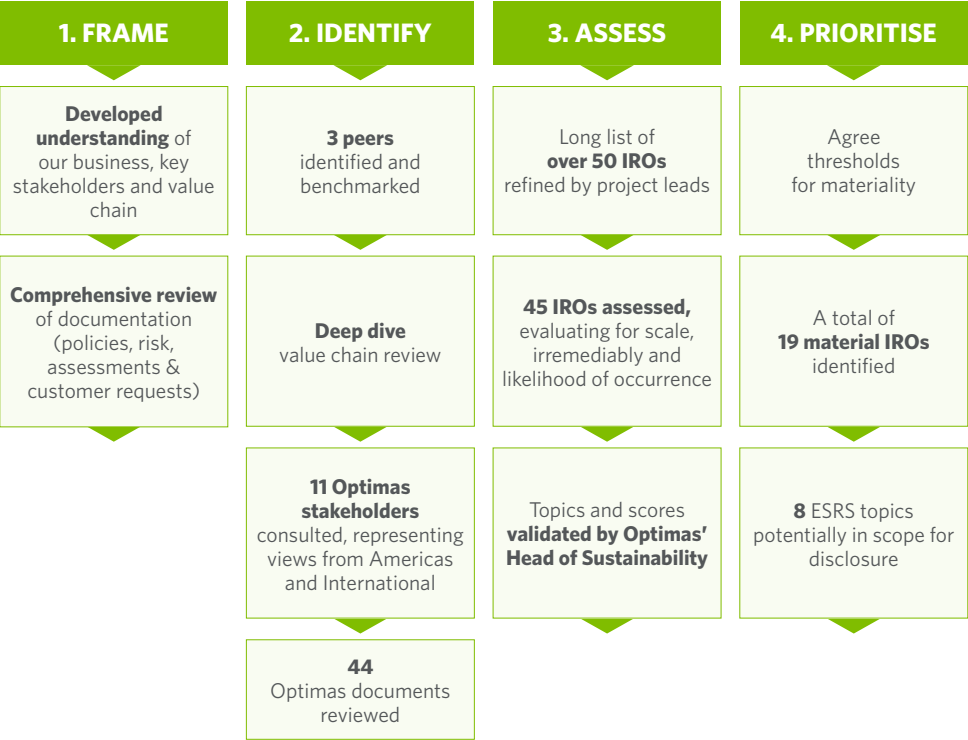 1. FRAME
Developed
understanding of
our business, key
stakeholders and value
chain
Comprehensive review
of documentation
(policies, risk,
assessments &
customer requests)
2. IDENTIFY
3 peers
identified and
benchmarked
Deep dive
value chain review
11 Optimas
stakeholders
consulted, representing
views from Americas
and International
44
Optimas documents
reviewed
3. ASSESS
Long list of
over 50 IROs
refined by project leads
45 IROs assessed,
evaluating for scale,
irremediably and
likelihood of occurrence
Topics and scores
validated by Optimas'
Head of Sustainability
4. PRIORITISE
Agree
thresholds
for materiality
A total of
19 material IROs
identified
8 ESRS topics
potentially in scope for
disclosure